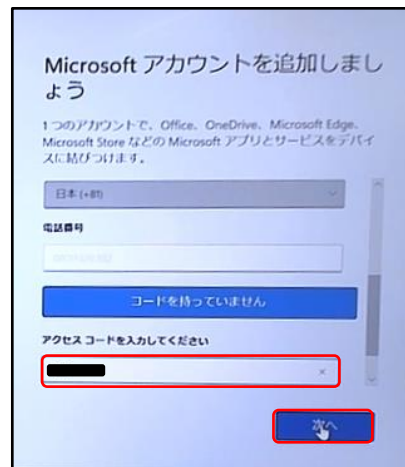 Microsoft アカウントを追加しまし
ょう
1 つのアカウントで、Office、OneDrive、Microsoft Edge、
Microsoft Store などの Microsoft アプリとサービスをデバイ
スに結びつけます。
日本 (+81)
電話番号
コードを持っていません
アクセス コードを入力してください
次へ